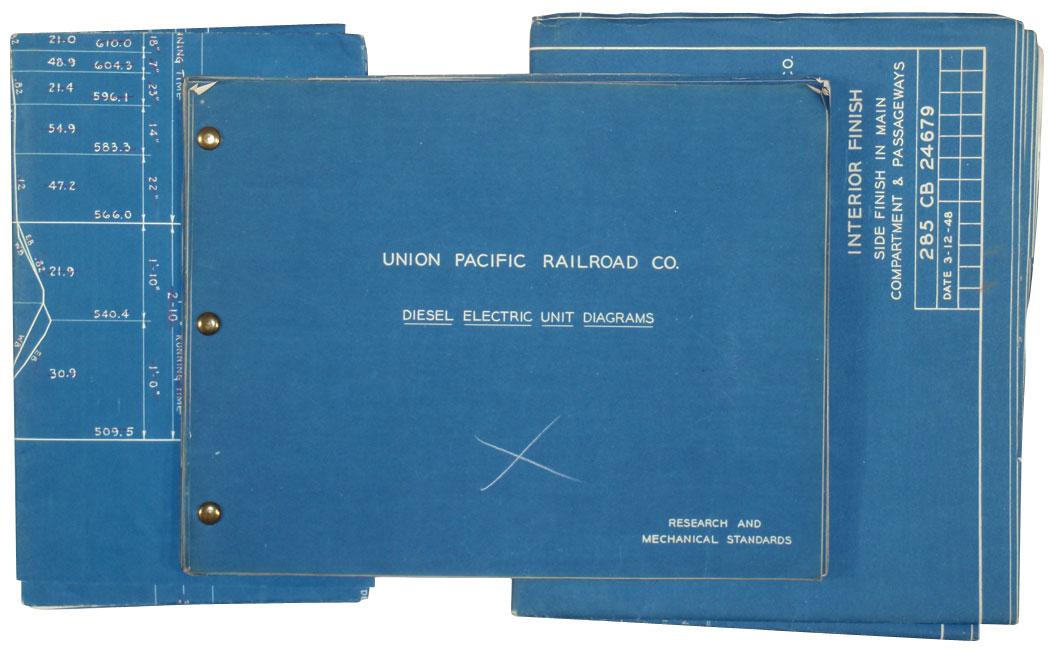 21.0 610.0 18"
48.9 604.3 7"
21.4 596.1 23"
54.9 583.3 14"
47.2 566.0 22"
21.9 540.4 1'-10"
30.9 509.5 1'-0"
2'-10" RUNNING TIME
UNION PACIFIC RAILROAD CO.
DIESEL ELECTRIC UNIT DIAGRAMS
RESEARCH AND
MECHANICAL STANDARDS
CO.
INTERIOR FINISH
SIDE FINISH IN MAIN
COMPARTMENT & PASSAGEWAYS
285 CB 24679
DATE 3-12-48